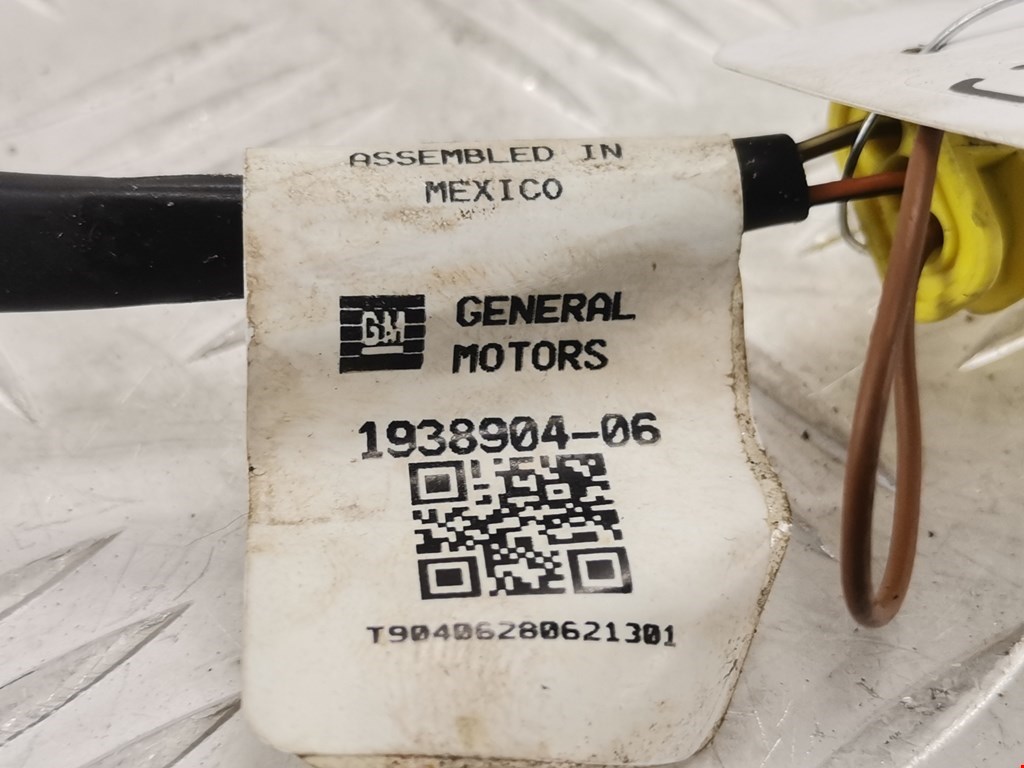 ASSEMBLED IN
MEXICO
GM
GENERAL
MOTORS
1938904-06
T90406280621301